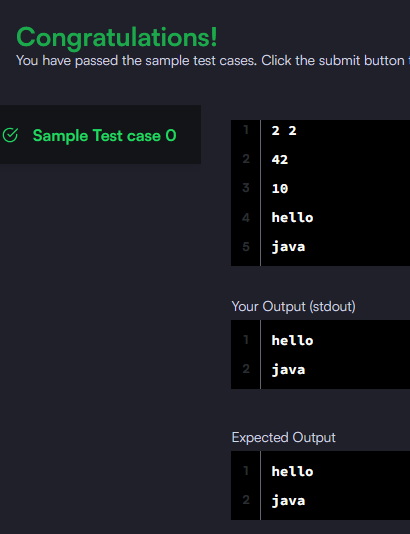 Congratulations!
You have passed the sample test cases. Click the submit button
Sample Test case 0
1 2 2
2 42
3 10
4 hello
5 java
Your Output (stdout)
1 hello
2 java
Expected Output
1 hello
2 java